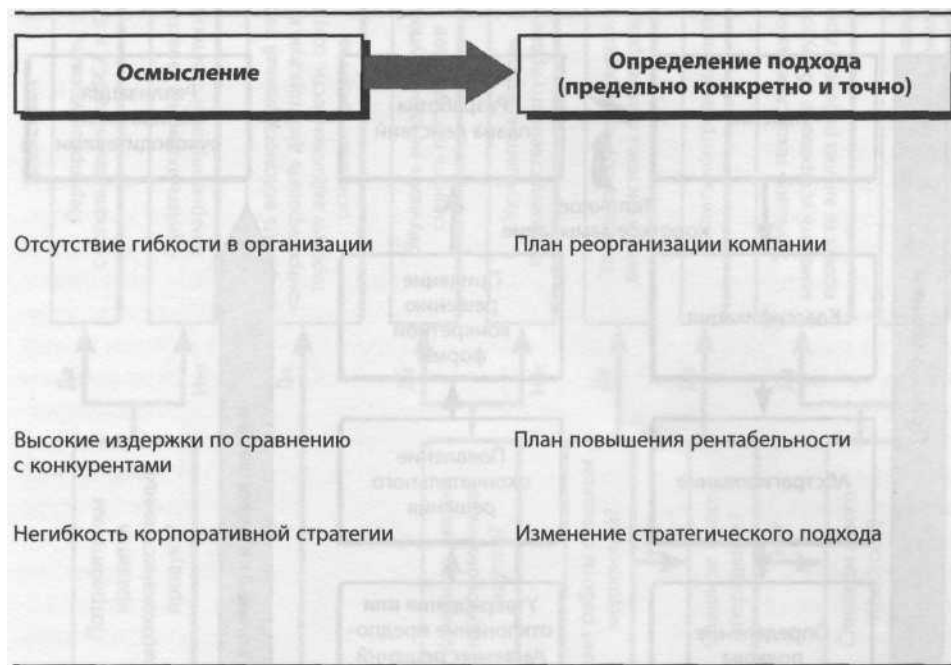 Осмысление
Определение подхода
(предельно конкретно и точно)
Отсутствие гибкости в организации
План реорганизации компании
Высокие издержки по сравнению
с конкурентами
План повышения рентабельности
Негибкость корпоративной стратегии
Изменение стратегического подхода